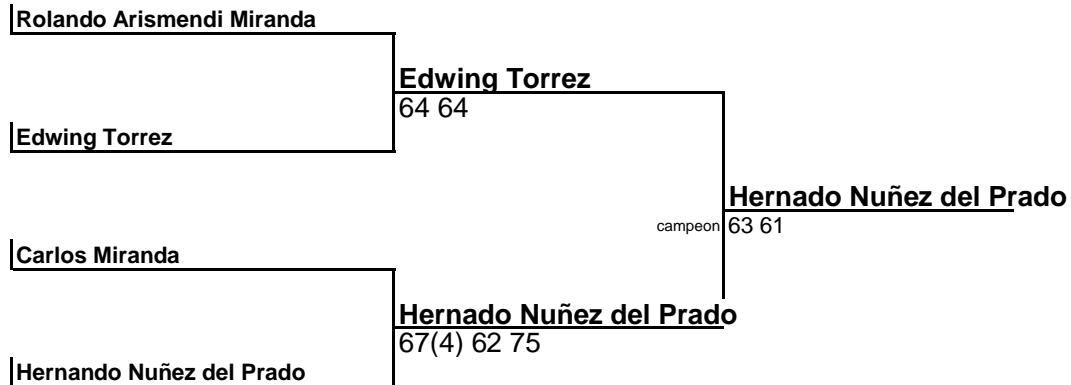 Rolando Arismendi Miranda
Edwing Torrez
64 64
Edwing Torrez
Hernado Nuñez del Prado
campeon 63 61
Carlos Miranda
Hernado Nuñez del Prado
67(4) 62 75
Hernando Nuñez del Prado